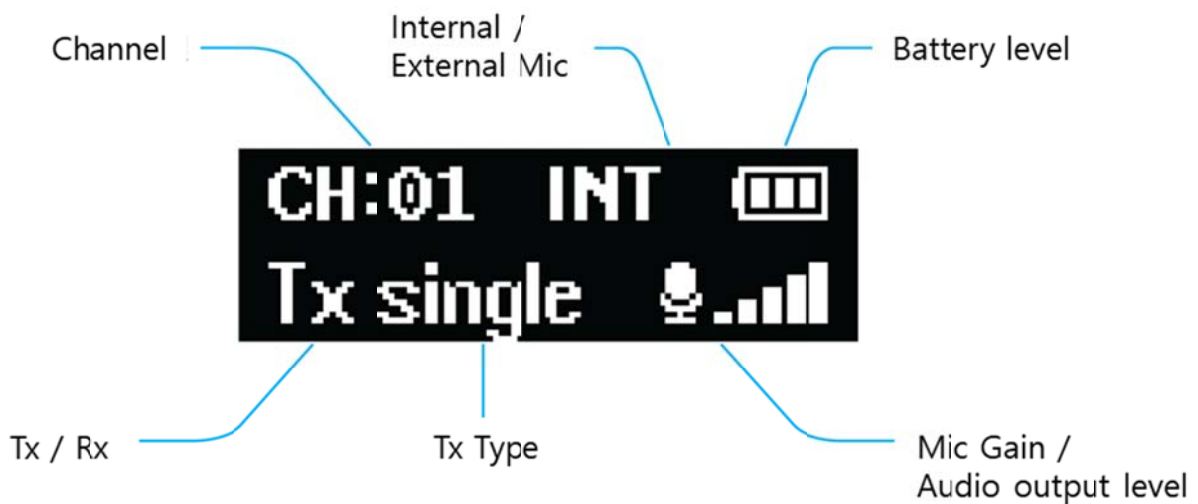 Channel
Internal /
External Mic
Battery level
CH:01 INT
Tx single
Tx / Rx
Tx Type
Mic Gain /
Audio output level